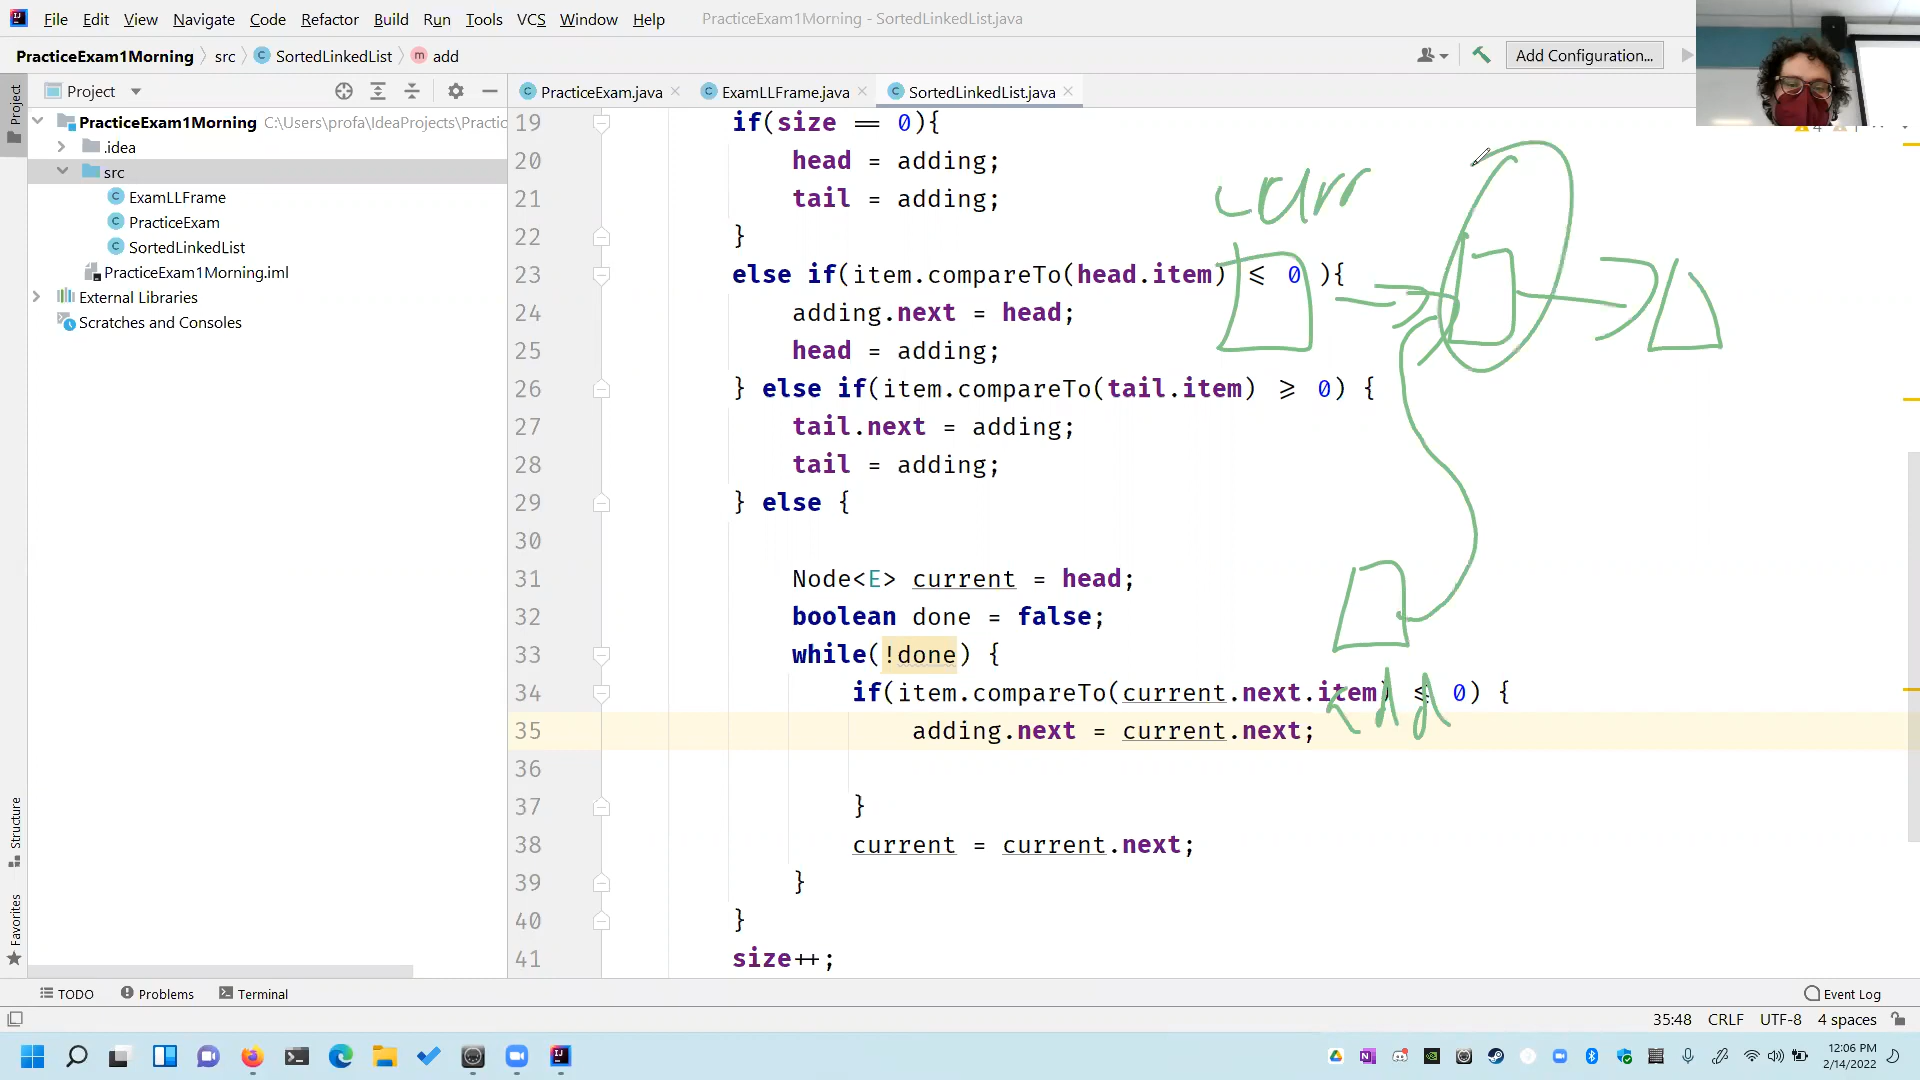 File Edit View Navigate Code Refactor Build Run Tools VCS Window Help PracticeExam1Morning - SortedLinkedList.java
PracticeExam1Morning src SortedLinkedList m add Add Configuration...
Project PracticeExam.java ExamLLFrame.java SortedLinkedList.java
Project
PracticeExam1Morning C:\Users\profa\IdeaProjects\Practic
.idea
src
ExamLLFrame
PracticeExam
SortedLinkedList
PracticeExam1Morning.iml
External Libraries
Scratches and Consoles
Structure
Favorites
19 if(size == 0){
20 head = adding;
21 tail = adding;
22 }
23 else if(item.compareTo(head.item) <= 0 ){
24 adding.next = head;
25 head = adding;
26 } else if(item.compareTo(tail.item) >= 0) {
27 tail.next = adding;
28 tail = adding;
29 } else {
30
31 Node<E> current = head;
32 boolean done = false;
33 while(!done) {
34 if(item.compareTo(current.next.item) <= 0) {
35 adding.next = current.next;
36
37 }
38 current = current.next;
39 }
40 }
41 size++;
curr
add
TODO Problems Terminal Event Log
35:48 CRLF UTF-8 4 spaces
12:06 PM
2/14/2022